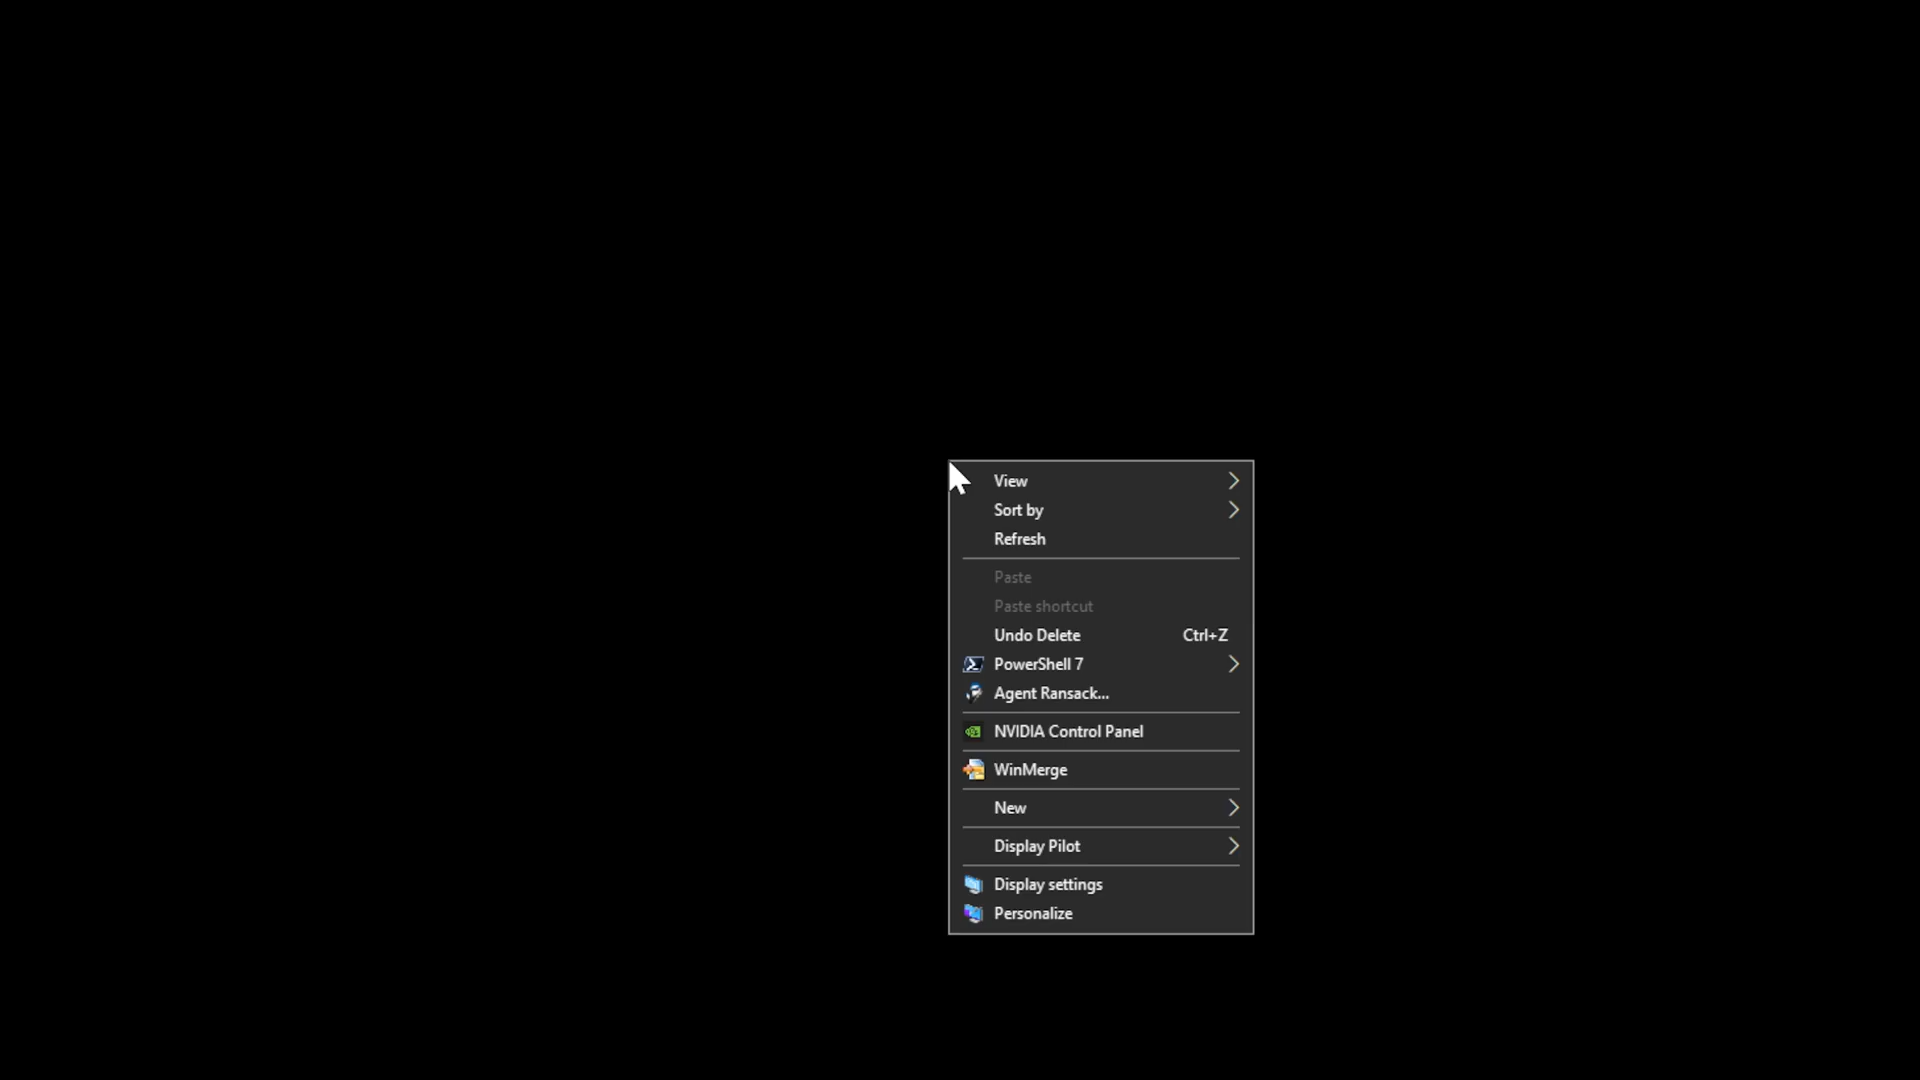 View
Sort by
Refresh
Paste
Paste shortcut
Undo Delete Ctrl+Z
PowerShell 7
Agent Ransack...
NVIDIA Control Panel
WinMerge
New
Display Pilot
Display settings
Personalize